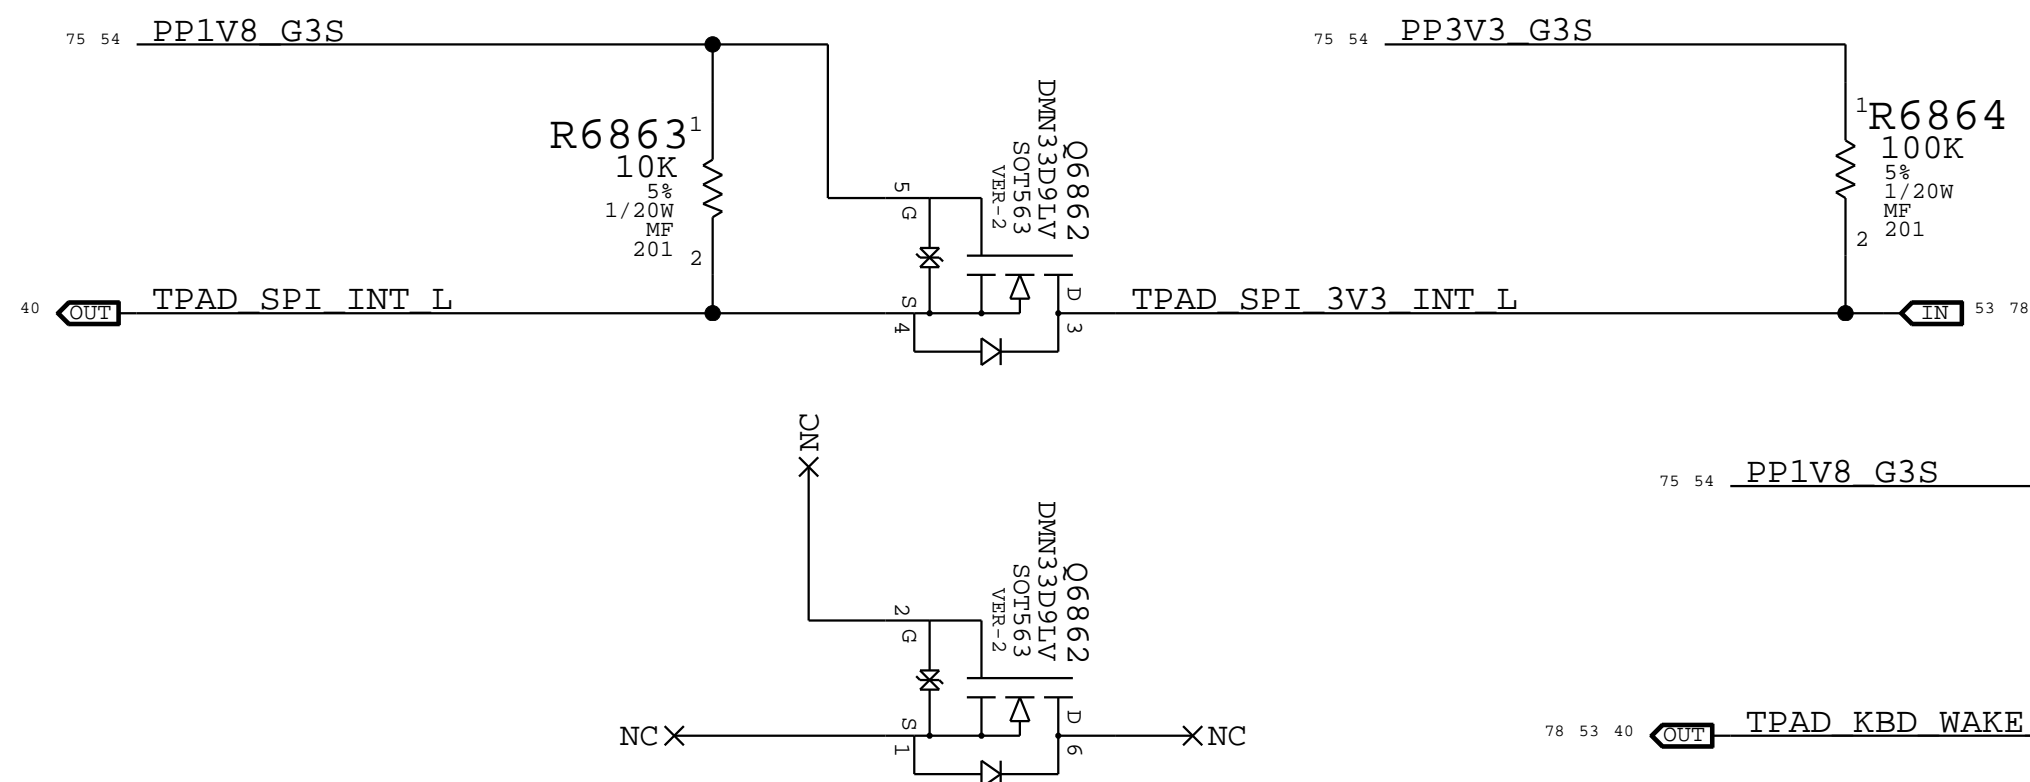 75 54 PP1V8_G3S
75 54 PP3V3_G3S
R6863 1
10K
5%
1/20W
MF
201
2
Q6862
DMN33D9LV
SOT563
VER-2
5
G
S
4
D
3
1 R6864
100K
5%
1/20W
MF
201
2
40 OUT TPAD_SPI_INT_L
TPAD_SPI_3V3_INT_L
IN 53 78
NC
75 54 PP1V8_G3S
Q6862
DMN33D9LV
SOT563
VER-2
2
G
S
1
D
6
NC
NC
78 53 40 OUT TPAD_KBD_WAKE_